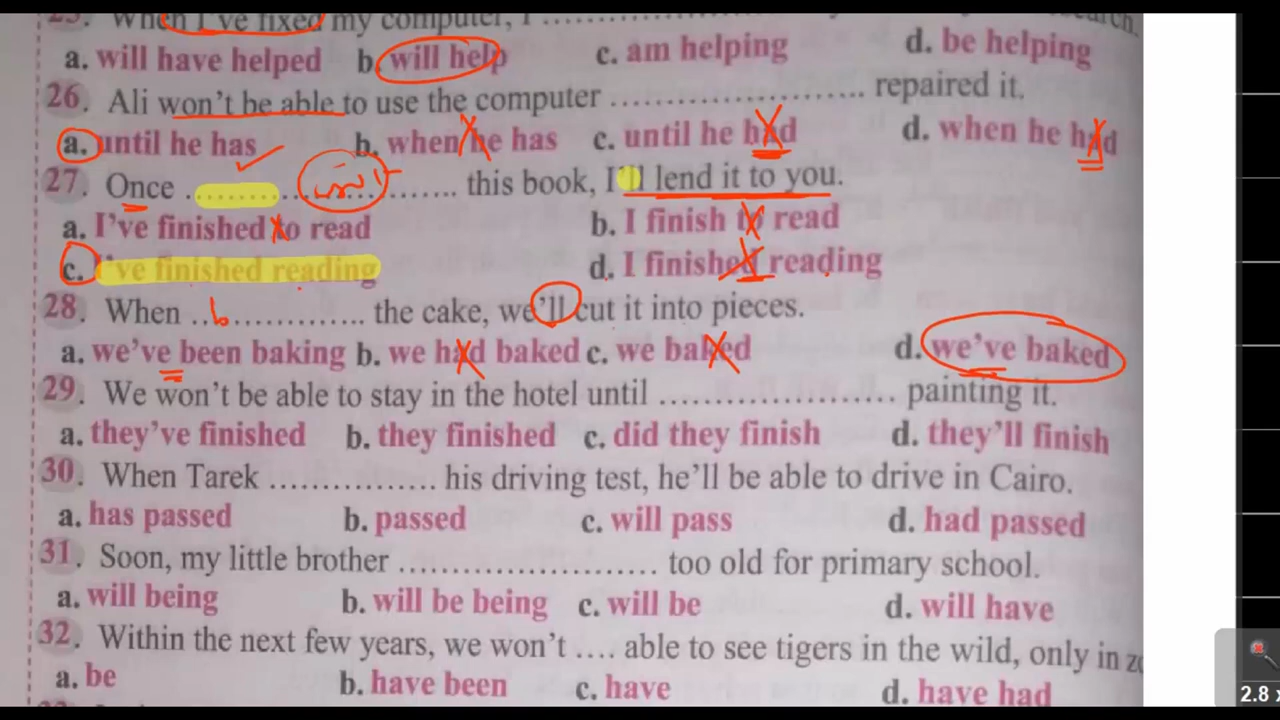 25. When I've fixed my computer, I ......................
a. will have helped b. will help c. am helping d. be helping
26. Ali won't be able to use the computer ........................ repaired it.
a. until he has b. when he has c. until he had d. when he had
27. Once ........................ this book, I'll lend it to you.
a. I've finished to read b. I finish to read
c. I've finished reading d. I finished reading
28. When .................. the cake, we'll cut it into pieces.
a. we've been baking b. we had baked c. we baked d. we've baked
29. We won't be able to stay in the hotel until ...................... painting it.
a. they've finished b. they finished c. did they finish d. they'll finish
30. When Tarek ................ his driving test, he'll be able to drive in Cairo.
a. has passed b. passed c. will pass d. had passed
31. Soon, my little brother ........................ too old for primary school.
a. will being b. will be being c. will be d. will have
32. Within the next few years, we won't .... able to see tigers in the wild, only in
a. be b. have been c. have d. have had
2.8